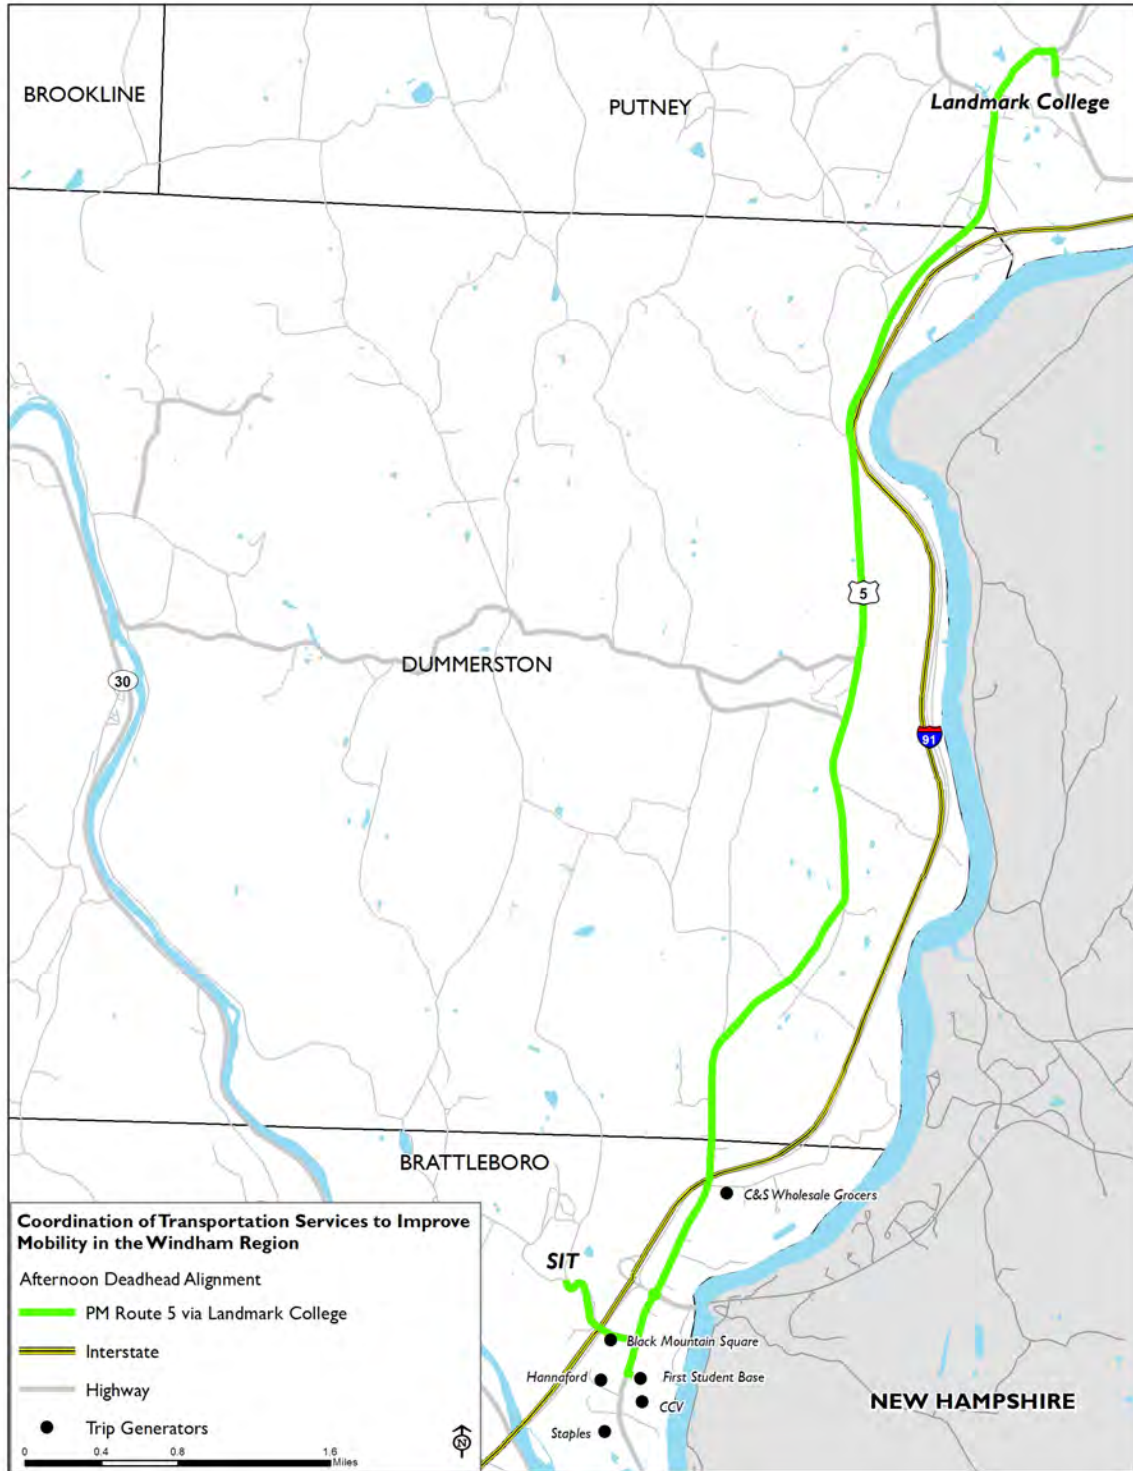 BROOKLINE
PUTNEY
Landmark College
5
DUMMERSTON
30
91
BRATTLEBORO
C&S Wholesale Grocers
SIT
Black Mountain Square
Hannaford
First Student Base
CCV
Staples
NEW HAMPSHIRE
Coordination of Transportation Services to Improve
Mobility in the Windham Region
Afternoon Deadhead Alignment
PM Route 5 via Landmark College
Interstate
Highway
Trip Generators
0 0.4 0.8 1.6
Miles
N